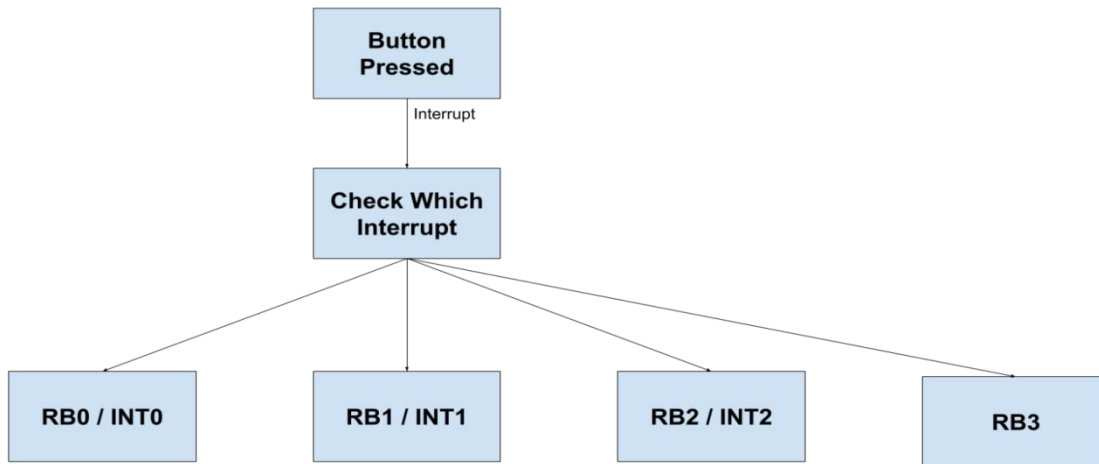 Button
Pressed
Interrupt
Check Which
Interrupt
RB0 / INT0
RB1 / INT1
RB2 / INT2
RB3